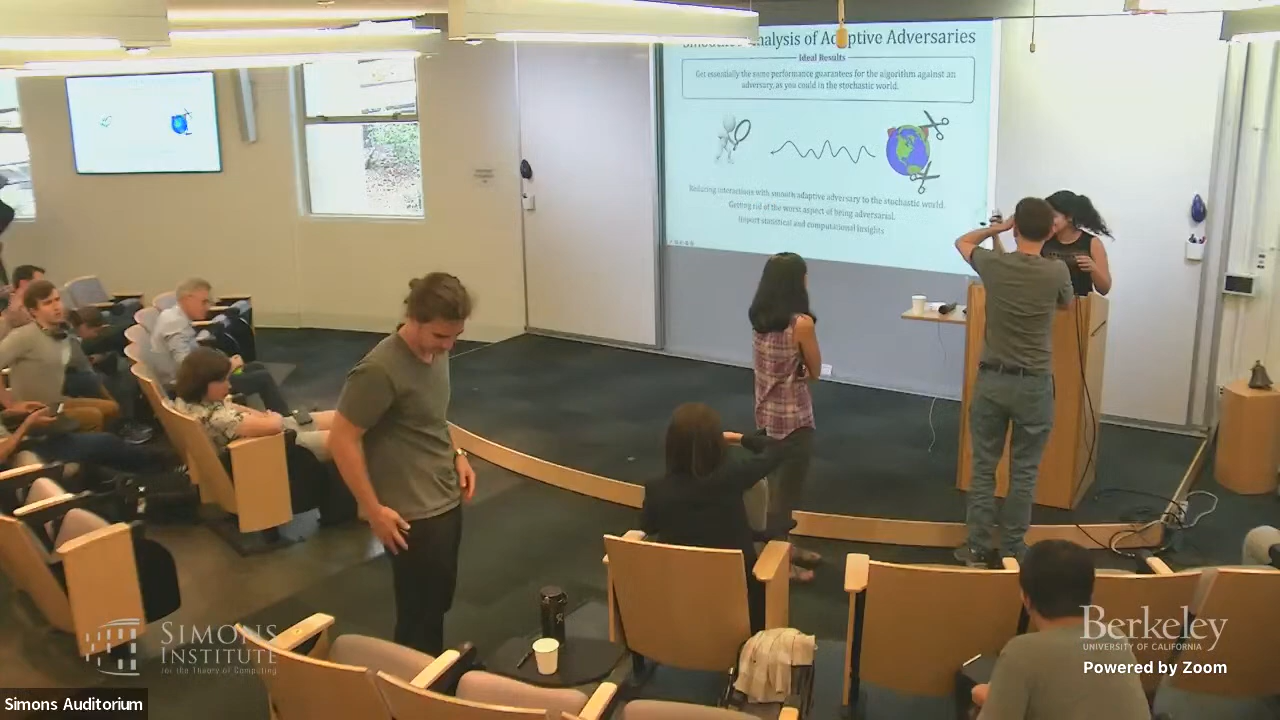 Analysis of Adaptive Adversaries
Ideal Results
Get essentially the same performance guarantees for the algorithm against an
adversary, as you could in the stochastic world.
Reducing interactions with smooth adaptive adversary to the stochastic world.
Getting rid of the worst aspect of being adversarial.
Import statistical and computational insights
SIMONS
INSTITUTE
for the Theory of Computing
Berkeley
UNIVERSITY OF CALIFORNIA
Powered by Zoom
Simons Auditorium